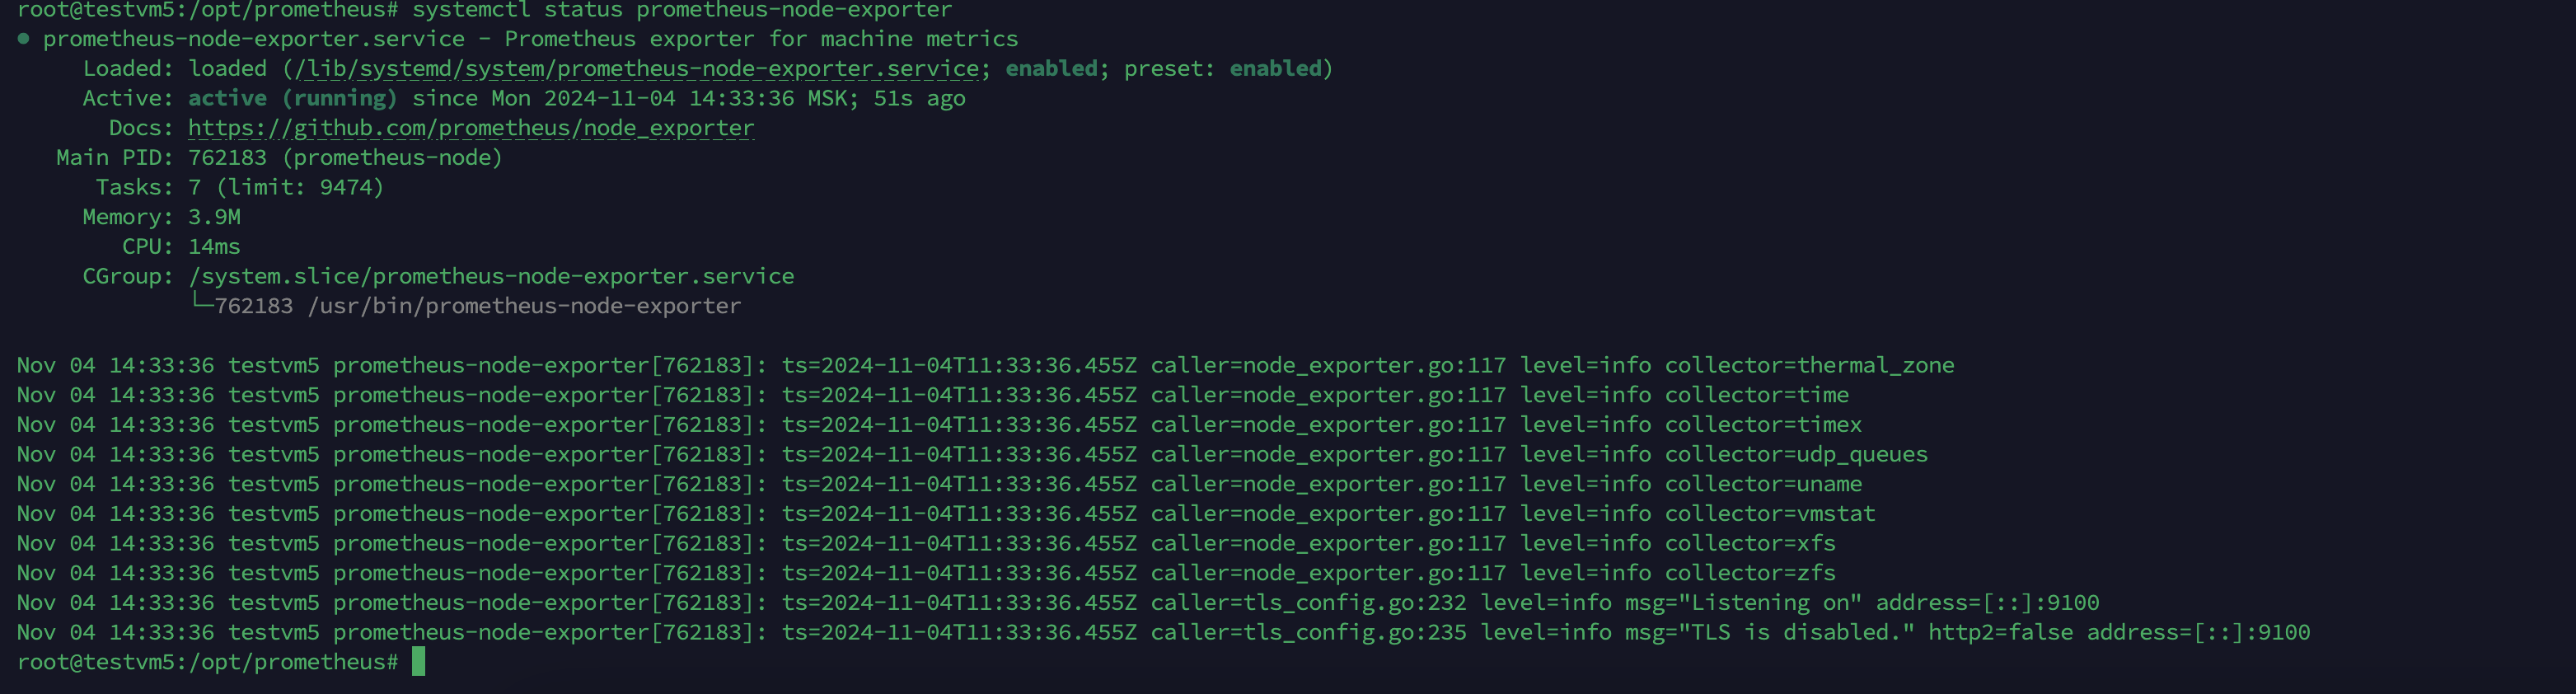 root@testvm5:/opt/prometheus# systemctl status prometheus-node-exporter
● prometheus-node-exporter.service - Prometheus exporter for machine metrics
     Loaded: loaded (/lib/systemd/system/prometheus-node-exporter.service; enabled; preset: enabled)
     Active: active (running) since Mon 2024-11-04 14:33:36 MSK; 51s ago
       Docs: https://github.com/prometheus/node_exporter
   Main PID: 762183 (prometheus-node)
      Tasks: 7 (limit: 9474)
     Memory: 3.9M
        CPU: 14ms
     CGroup: /system.slice/prometheus-node-exporter.service
             └─762183 /usr/bin/prometheus-node-exporter

Nov 04 14:33:36 testvm5 prometheus-node-exporter[762183]: ts=2024-11-04T11:33:36.455Z caller=node_exporter.go:117 level=info collector=thermal_zone
Nov 04 14:33:36 testvm5 prometheus-node-exporter[762183]: ts=2024-11-04T11:33:36.455Z caller=node_exporter.go:117 level=info collector=time
Nov 04 14:33:36 testvm5 prometheus-node-exporter[762183]: ts=2024-11-04T11:33:36.455Z caller=node_exporter.go:117 level=info collector=timex
Nov 04 14:33:36 testvm5 prometheus-node-exporter[762183]: ts=2024-11-04T11:33:36.455Z caller=node_exporter.go:117 level=info collector=udp_queues
Nov 04 14:33:36 testvm5 prometheus-node-exporter[762183]: ts=2024-11-04T11:33:36.455Z caller=node_exporter.go:117 level=info collector=uname
Nov 04 14:33:36 testvm5 prometheus-node-exporter[762183]: ts=2024-11-04T11:33:36.455Z caller=node_exporter.go:117 level=info collector=vmstat
Nov 04 14:33:36 testvm5 prometheus-node-exporter[762183]: ts=2024-11-04T11:33:36.455Z caller=node_exporter.go:117 level=info collector=xfs
Nov 04 14:33:36 testvm5 prometheus-node-exporter[762183]: ts=2024-11-04T11:33:36.455Z caller=node_exporter.go:117 level=info collector=zfs
Nov 04 14:33:36 testvm5 prometheus-node-exporter[762183]: ts=2024-11-04T11:33:36.455Z caller=tls_config.go:232 level=info msg="Listening on" address=[::]:9100
Nov 04 14:33:36 testvm5 prometheus-node-exporter[762183]: ts=2024-11-04T11:33:36.455Z caller=tls_config.go:235 level=info msg="TLS is disabled." http2=false address=[::]:9100
root@testvm5:/opt/prometheus#